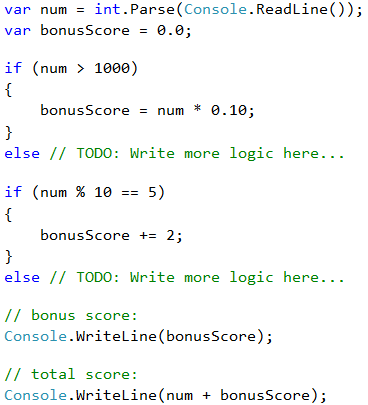 var num = int.Parse(Console.ReadLine());
var bonusScore = 0.0;
if (num > 1000)
{
bonusScore = num * 0.10;
}
else // TODO: Write more logic here...
if (num % 10 == 5)
{
bonusScore += 2;
}
else // TODO: Write more logic here...
// bonus score:
Console.WriteLine(bonusScore);
// total score:
Console.WriteLine(num + bonusScore);